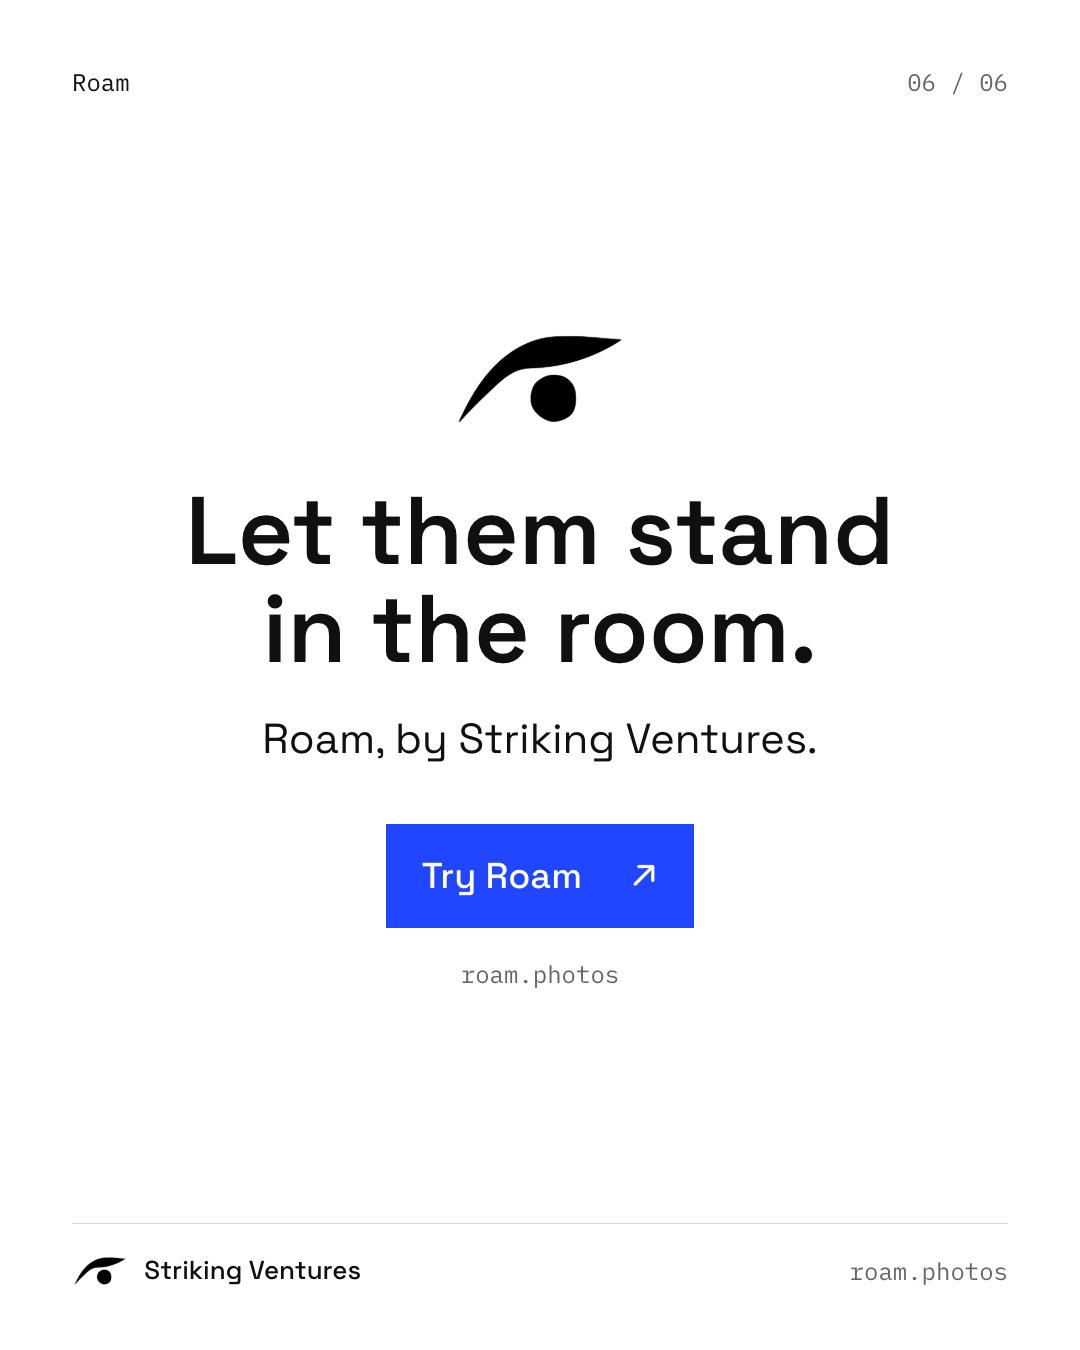 Roam
06 / 06
Let them stand
in the room.
Roam, by Striking Ventures.
Try Roam
roam.photos
Striking Ventures
roam.photos